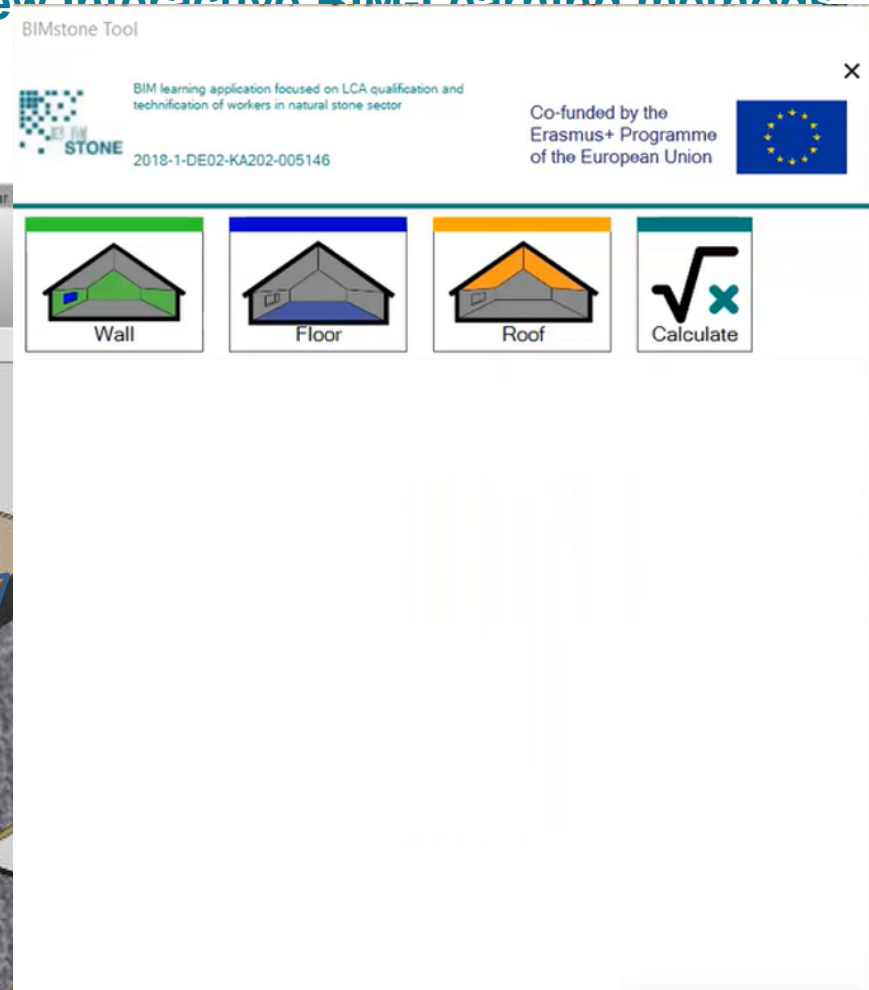 BIMstone Tool
BIM learning application focused on LCA qualification and
technification of workers in natural stone sector
STONE
2018-1-DE02-KA202-005146
Co-funded by the
Erasmus+ Programme
of the European Union
Wall
Floor
Roof
Calculate